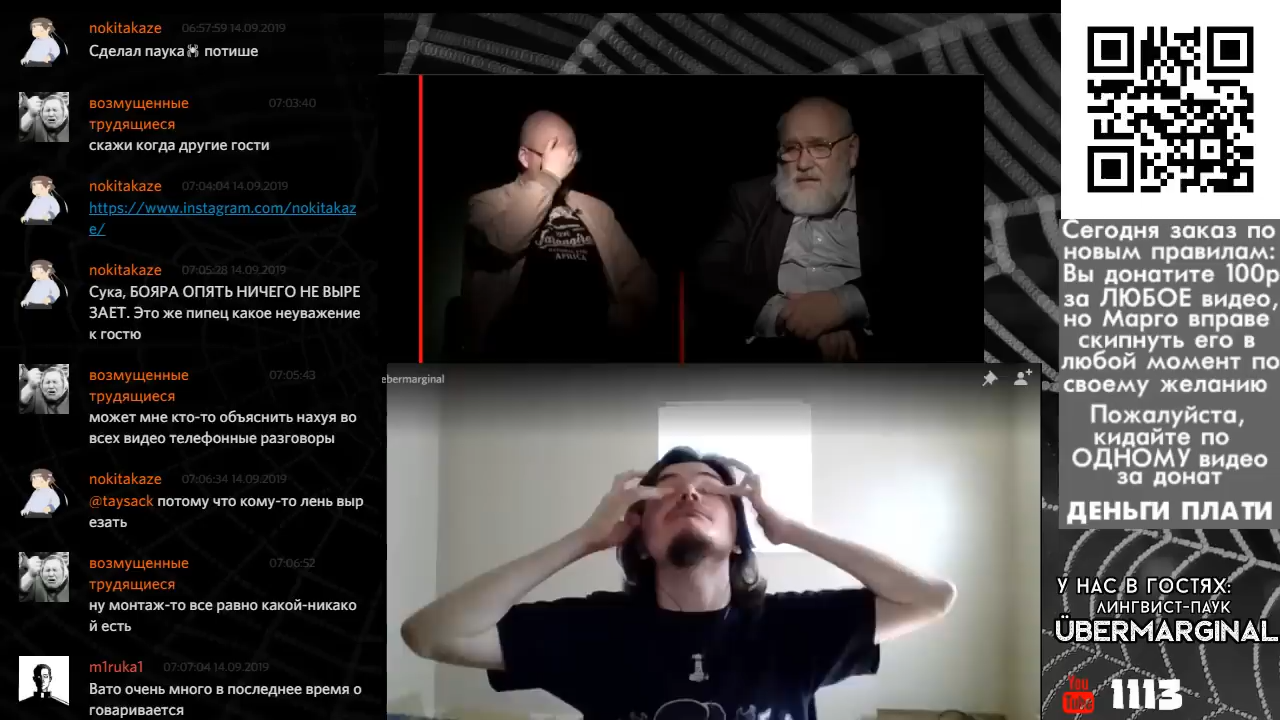 nokitakaze 06:57:59 14.09.2019
Сделал паука🕷 потише
возмущенные 07:03:40
трудящиеся
скажи когда другие гости
nokitakaze 07:04:04 14.09.2019
https://www.instagram.com/nokitakaz
e/
nokitakaze 07:05:28 14.09.2019
Сука, БОЯРА ОПЯТЬ НИЧЕГО НЕ ВЫРЕ
ЗАЕТ. Это же пипец какое неуважение
к гостю
возмущенные 07:05:43
трудящиеся
может мне кто-то объяснить нахуя во
всех видео телефонные разговоры
nokitakaze 07:06:34 14.09.2019
@taysack потому что кому-то лень выр
езать
возмущенные 07:06:52
трудящиеся
ну монтаж-то все равно какой-никако
й есть
m1ruka1 07:07:04 14.09.2019
Вато очень много в последнее время о
говаривается
AFRICA
ebermarginal
Сегодня заказ по
новым правилам:
Вы донатите 100р
за ЛЮБОЕ видео,
но Марго вправе
скипнуть его в
любой момент по
своему желанию
Пожалуйста,
кидайте по
ОДНОМУ видео
за донат
ДЕНЬГИ ПЛАТИ
У НАС В ГОСТЯХ:
ЛИНГВИСТ-ПАУК
ÜBERMARGINAL
You
Tube
1113